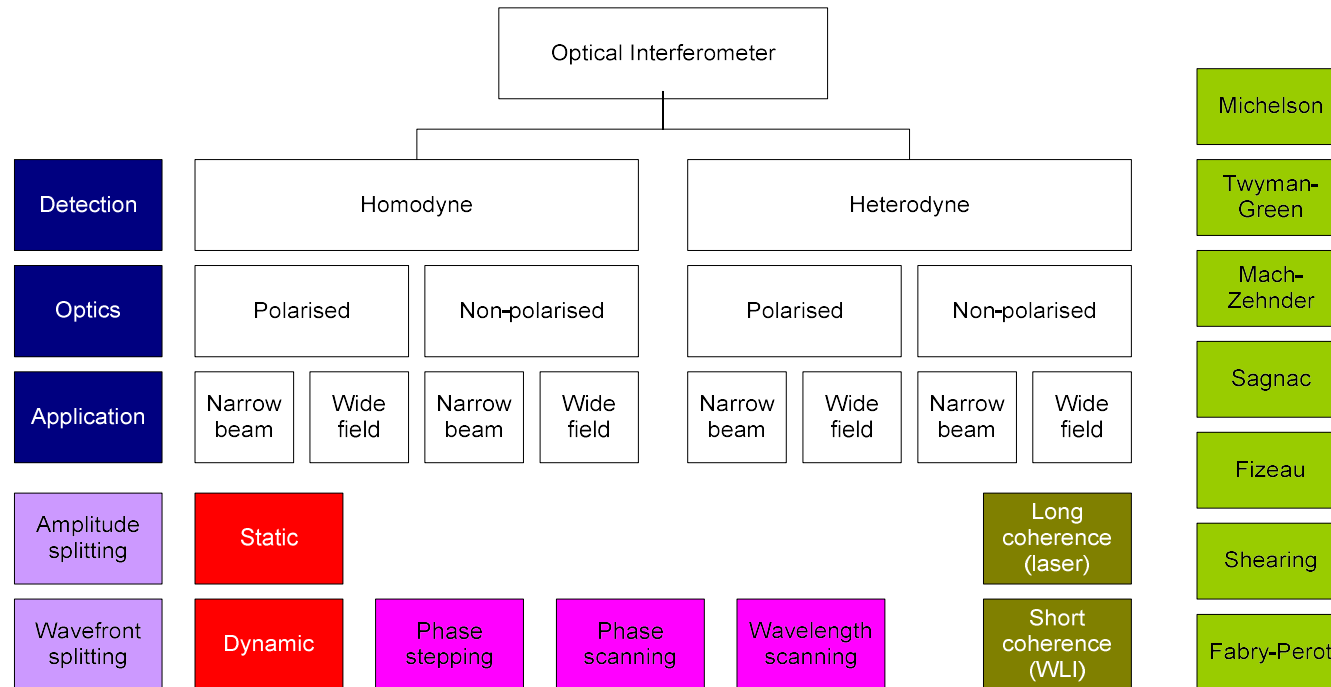 Optical Interferometer
Michelson
Detection
Homodyne
Heterodyne
Twyman-
Green
Optics
Polarised
Non-polarised
Polarised
Non-polarised
Mach-
Zehnder
Application
Narrow
beam
Wide
field
Narrow
beam
Wide
field
Narrow
beam
Wide
field
Narrow
beam
Wide
field
Sagnac
Fizeau
Amplitude
splitting
Static
Long
coherence
(laser)
Shearing
Wavefront
splitting
Dynamic
Phase
stepping
Phase
scanning
Wavelength
scanning
Short
coherence
(WLI)
Fabry-Perot